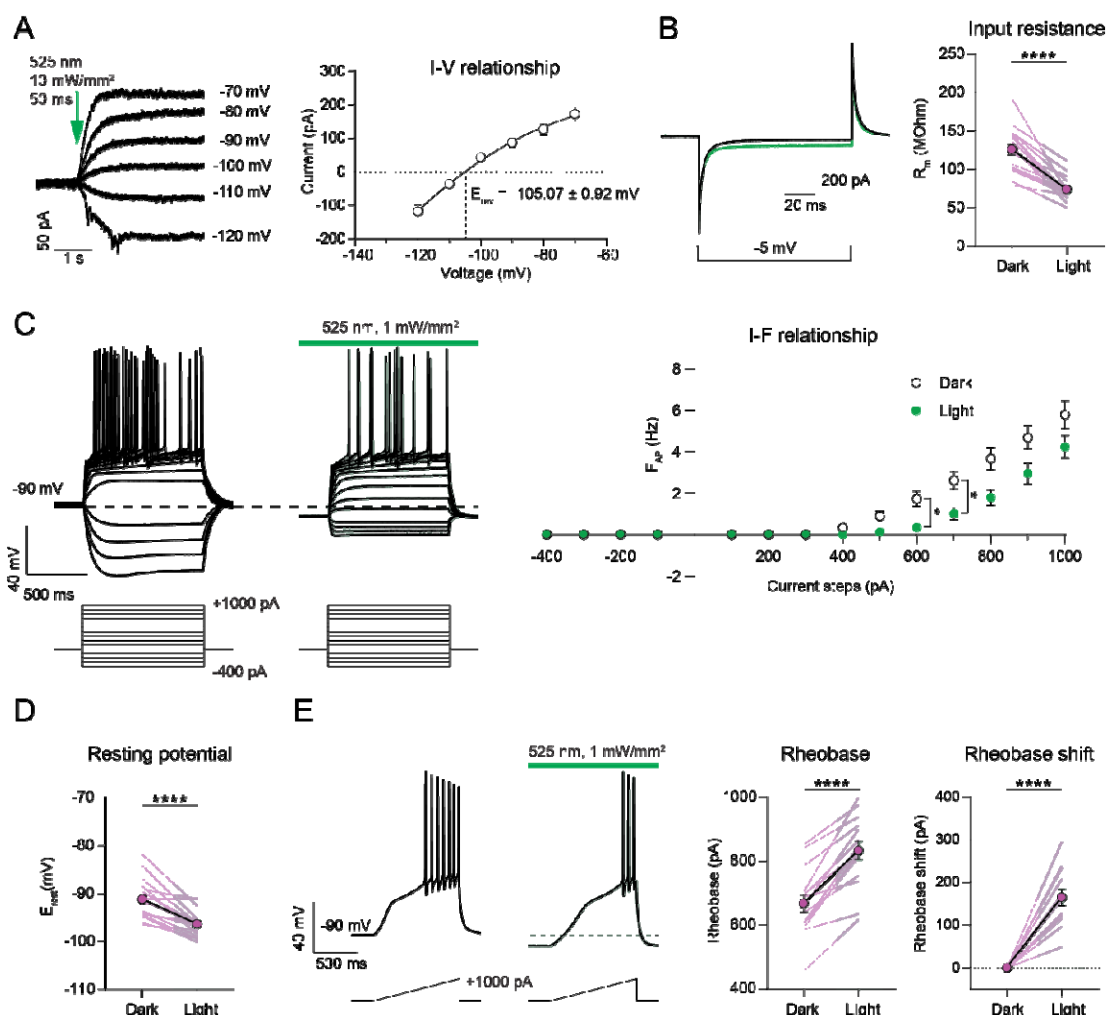 A
525 nm
13 mW/mm²
53 ms
-70 mV
-80 mV
-90 mV
-100 mV
-110 mV
-120 mV
50 pA
1 s
I-V relationship
Current (pA)
300
200
100
0
-100
-200
-140
-120
-100
-80
-60
Voltage (mV)
= 105.07 ± 0.92 mV
B
200 pA
20 ms
-5 mV
Input resistance
****
Rm (MOhm)
250
200
150
100
50
0
Dark
Light
C
525 nm, 1 mW/mm²
-90 mV
40 mV
500 ms
+1000 pA
-400 pA
I-F relationship
F_AP (Hz)
8
6
4
2
-2
Dark
Light
*
*
-400
-200
200
400
600
800
1000
Current steps (pA)
D
Resting potential
****
E_rest(mV)
-70
-80
-90
-100
-110
Dark
Light
E
525 nm, 1 mW/mm²
-90 mV
40 mV
530 ms
+1000 pA
Rheobase
****
Rheobase (pA)
1000
800
600
400
Dark
Light
Rheobase shift
****
Rheobase shift (pA)
400
300
200
100
0
Dark
Light